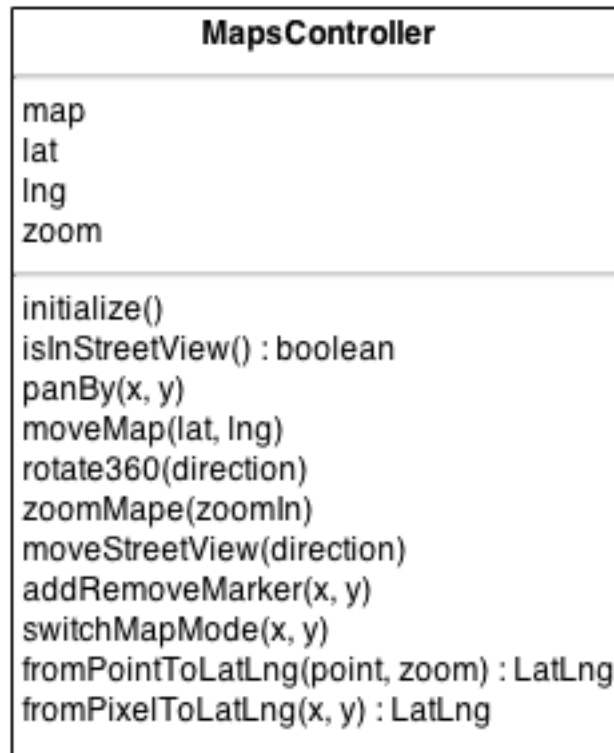 MapsController
map
lat
lng
zoom
initialize()
isInStreetView() : boolean
panBy(x, y)
moveMap(lat, lng)
rotate360(direction)
zoomMape(zoomIn)
moveStreetView(direction)
addRemoveMarker(x, y)
switchMapMode(x, y)
fromPointToLatLng(point, zoom) : LatLng
fromPixelToLatLng(x, y) : LatLng